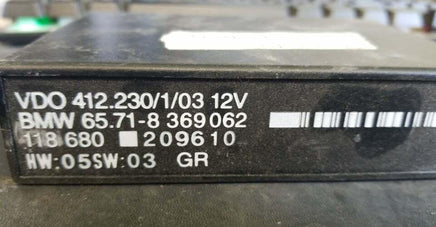 VDO 412.230/1/03 12V
BMW 65.71-8 369 062
118 680 209610
HW:05SW:03 GR